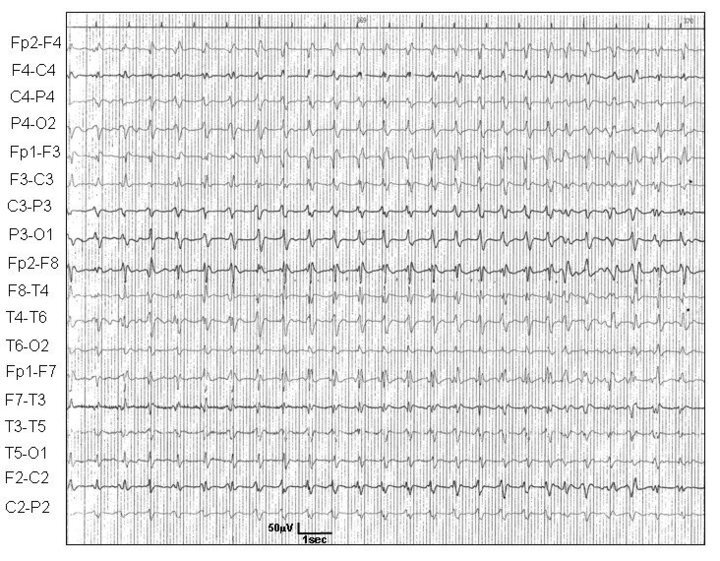 369
370
Fp2-F4
F4-C4
C4-P4
P4-O2
Fp1-F3
F3-C3
C3-P3
P3-O1
Fp2-F8
F8-T4
T4-T6
T6-O2
Fp1-F7
F7-T3
T3-T5
T5-O1
F2-C2
C2-P2
50µV
1sec